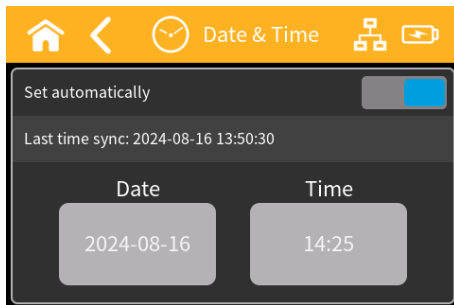 Date & Time
Set automatically
Last time sync: 2024-08-16 13:50:30
Date Time
2024-08-16 14:25